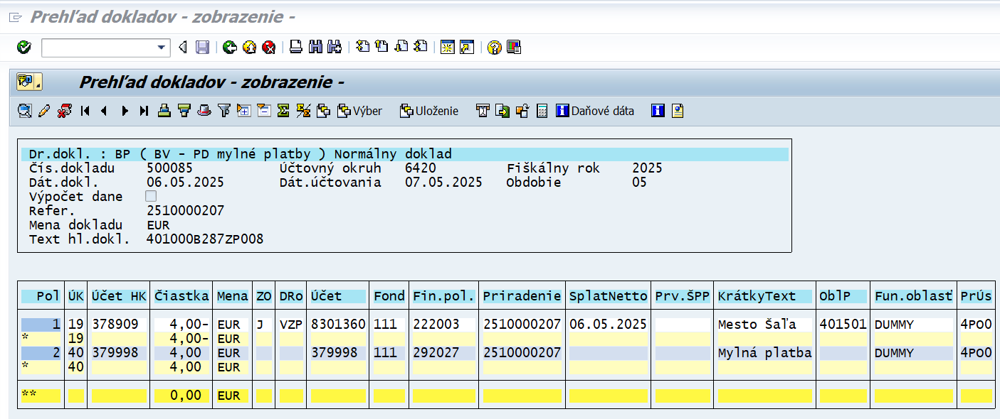 Prehľad dokladov - zobrazenie -
Prehľad dokladov - zobrazenie -
Výber Uloženie Daňové dáta
Dr.dokl. : BP ( BV - PD mylné platby ) Normálny doklad
Čís.dokladu 500085 Účtovný okruh 6420 Fiškálny rok 2025
Dát.dokl. 06.05.2025 Dát.účtovania 07.05.2025 Obdobie 05
Výpočet dane
Refer. 2510000207
Mena dokladu EUR
Text hl.dokl. 401000B287ZP008
Pol ÚK Účet HK Čiastka Mena ZO DRo Účet Fond Fin.pol. Priradenie SplatNetto Prv.ŠPP KrátkyText OblP Fun.oblasť PrÚs
1 19 378909 4,00- EUR J VZP 8301360 111 222003 2510000207 06.05.2025 Mesto Šaľa 401501 DUMMY 4PO0
* 19 4,00- EUR
2 40 379998 4,00 EUR 379998 111 292027 2510000207 Mylná platba DUMMY 4PO0
* 40 4,00 EUR
** 0,00 EUR